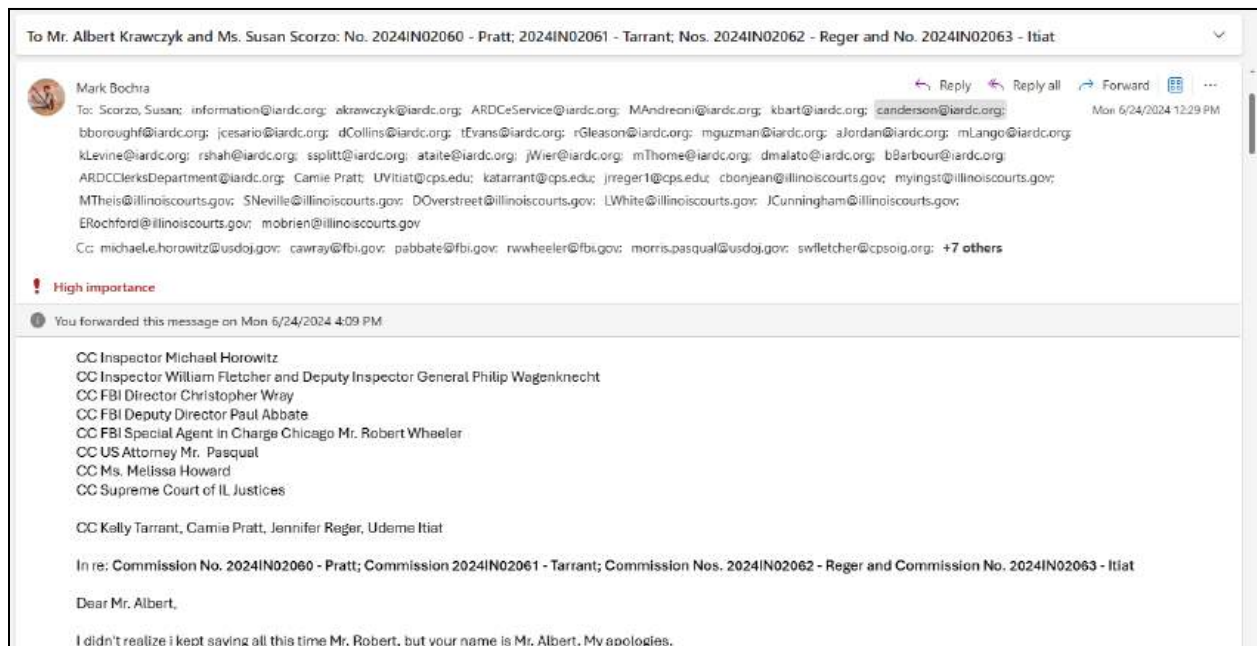 To Mr. Albert Krawczyk and Ms. Susan Scorzo: No. 2024IN02060 - Pratt; 2024IN02061 - Tarrant; Nos. 2024IN02062 - Reger and No. 2024IN02063 - Itiat
Mark Bochra
Reply Reply all Forward
To: Scorzo, Susan; information@iardc.org; akrawczyk@iardc.org; ARDCeService@iardc.org; MAndreoni@iardc.org; kbart@iardc.org; canderson@iardc.org;
Mon 6/24/2024 12:29 PM
bboroughf@iardc.org; jcesario@iardc.org; dCollins@iardc.org; tEvans@iardc.org; rGleason@iardc.org; mguzman@iardc.org; aJordan@iardc.org; mLango@iardc.org;
kLevine@iardc.org; rshah@iardc.org; ssplitt@iardc.org; ataite@iardc.org; jWier@iardc.org; mThome@iardc.org; dmalato@iardc.org; bBarbour@iardc.org;
ARDCClerksDepartment@iardc.org; Camie Pratt; UVItiat@cps.edu; katarrant@cps.edu; jrreger1@cps.edu; cbonjean@illinoiscourts.gov; myingst@illinoiscourts.gov;
MTheis@illinoiscourts.gov; SNeville@illinoiscourts.gov; DOverstreet@illinoiscourts.gov; LWhite@illinoiscourts.gov; JCunningham@illinoiscourts.gov;
ERochford@illinoiscourts.gov; mobrien@illinoiscourts.gov
Cc: michael.e.horowitz@usdoj.gov; cawray@fbi.gov; pabbate@fbi.gov; rwwheeler@fbi.gov; morris.pasqual@usdoj.gov; swfletcher@cpsoig.org; +7 others
High importance
You forwarded this message on Mon 6/24/2024 4:09 PM
CC Inspector Michael Horowitz
CC Inspector William Fletcher and Deputy Inspector General Philip Wagenknecht
CC FBI Director Christopher Wray
CC FBI Deputy Director Paul Abbate
CC FBI Special Agent in Charge Chicago Mr. Robert Wheeler
CC US Attorney Mr. Pasqual
CC Ms. Melissa Howard
CC Supreme Court of IL Justices
CC Kelly Tarrant, Camie Pratt, Jennifer Reger, Udeme Itiat
In re: Commission No. 2024IN02060 - Pratt; Commission 2024IN02061 - Tarrant; Commission Nos. 2024IN02062 - Reger and Commission No. 2024IN02063 - Itiat
Dear Mr. Albert,
I didn't realize i kept saying all this time Mr. Robert, but your name is Mr. Albert. My apologies.